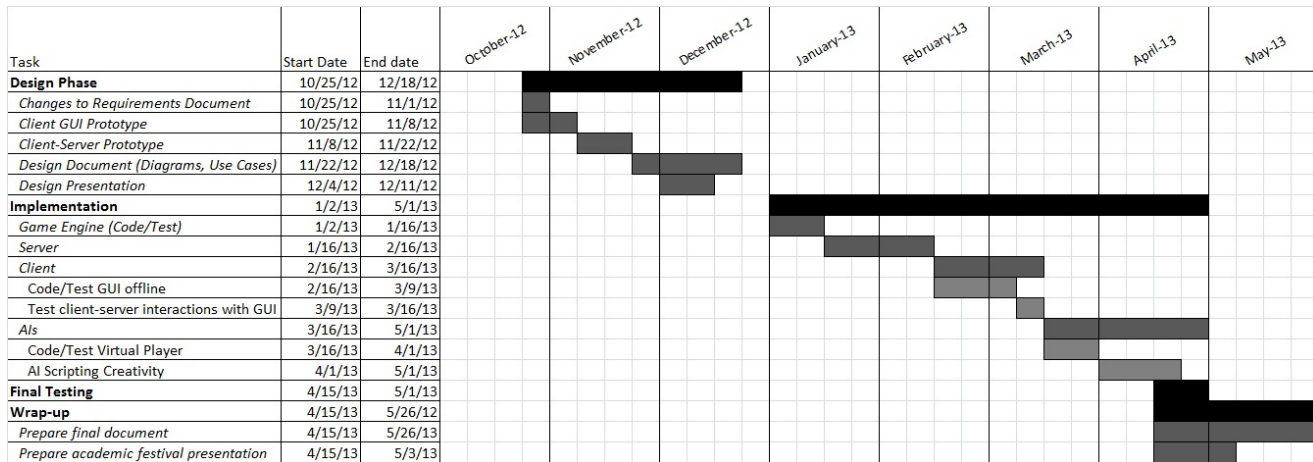 October-12 November-12 December-12 January-13 February-13 March-13 April-13 May-13
Task Start Date End date
Design Phase 10/25/12 12/18/12
Changes to Requirements Document 10/25/12 11/1/12
Client GUI Prototype 10/25/12 11/8/12
Client-Server Prototype 11/8/12 11/22/12
Design Document (Diagrams, Use Cases) 11/22/12 12/18/12
Design Presentation 12/4/12 12/11/12
Implementation 1/2/13 5/1/13
Game Engine (Code/Test) 1/2/13 1/16/13
Server 1/16/13 2/16/13
Client 2/16/13 3/16/13
Code/Test GUI offline 2/16/13 3/9/13
Test client-server interactions with GUI 3/9/13 3/16/13
AIs 3/16/13 5/1/13
Code/Test Virtual Player 3/16/13 4/1/13
AI Scripting Creativity 4/1/13 5/1/13
Final Testing 4/15/13 5/1/13
Wrap-up 4/15/13 5/26/12
Prepare final document 4/15/13 5/26/13
Prepare academic festival presentation 4/15/13 5/3/13